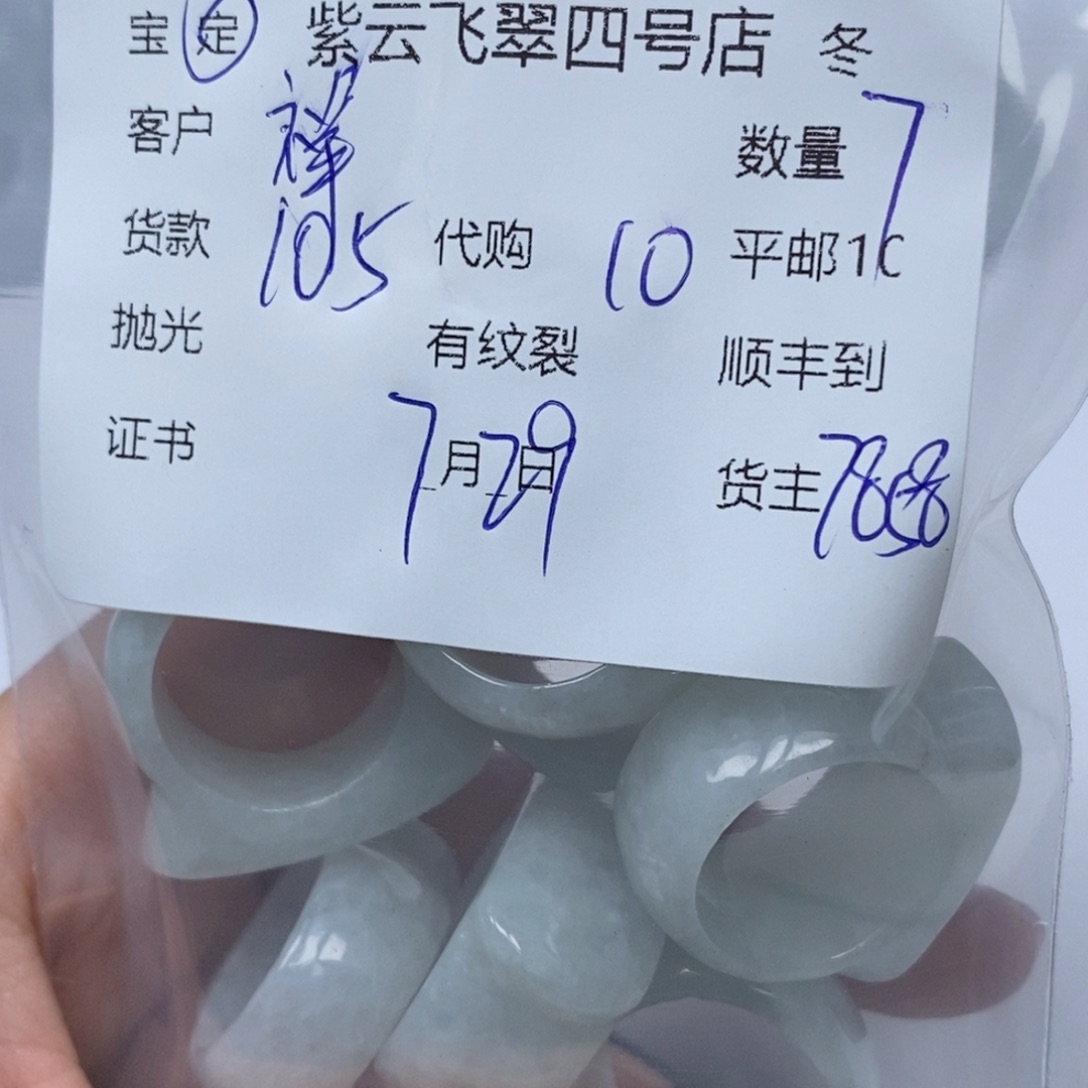 宝 定 紫云飞翠四号店 冬
客户 祥 数量 7
货款 105 代购 10 平邮10
抛光 有纹裂 顺丰到
证书 7月29日 货主 7858